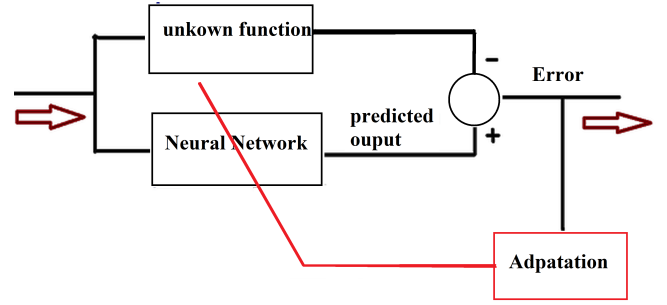 unkown function
−
Error
predicted
ouput
+
Neural Network
Adpatation